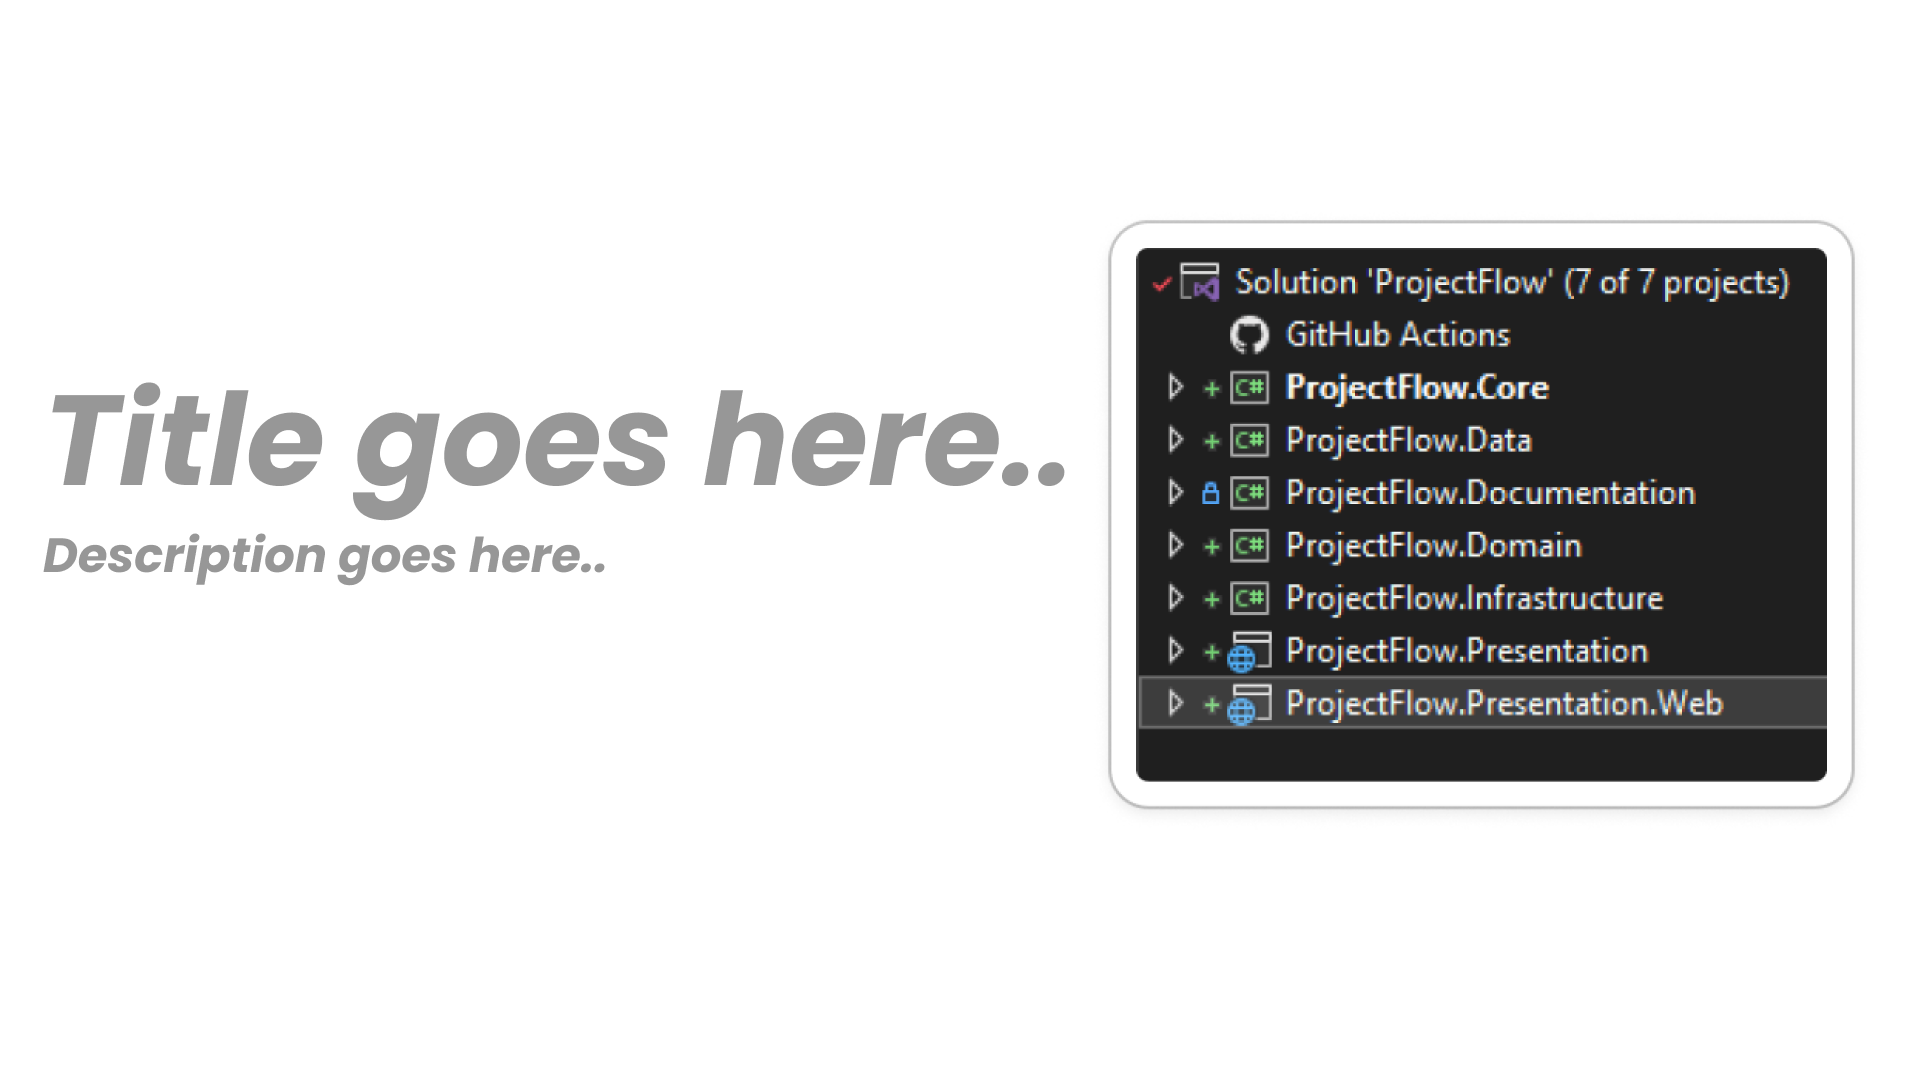 Title goes here..
Description goes here..
Solution 'ProjectFlow' (7 of 7 projects)
GitHub Actions
C# ProjectFlow.Core
C# ProjectFlow.Data
C# ProjectFlow.Documentation
C# ProjectFlow.Domain
C# ProjectFlow.Infrastructure
ProjectFlow.Presentation
ProjectFlow.Presentation.Web